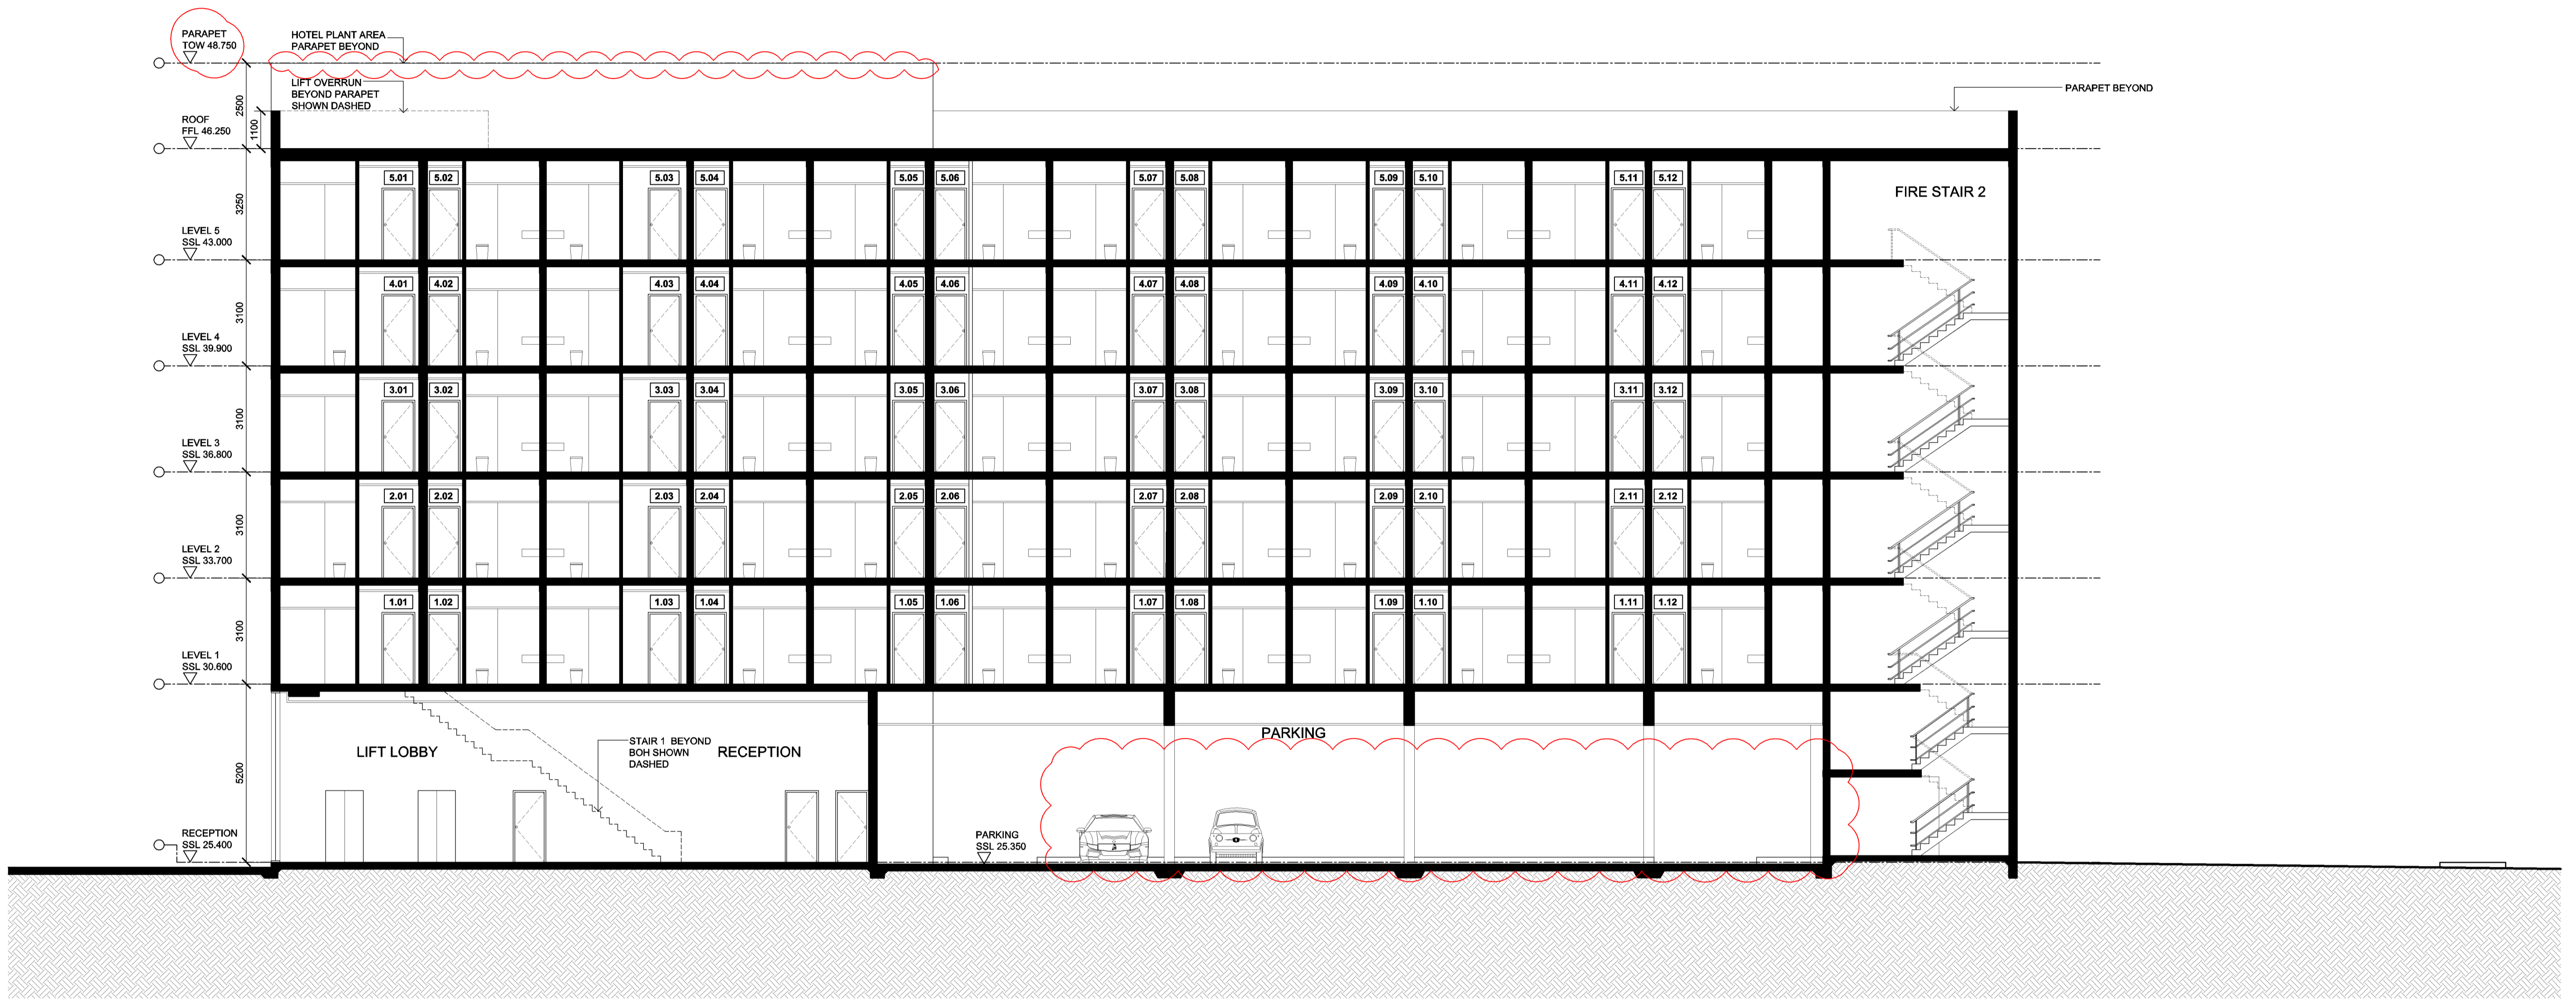 PARAPET
TOW 48.750
HOTEL PLANT AREA
PARAPET BEYOND
LIFT OVERRUN
BEYOND PARAPET
SHOWN DASHED
PARAPET BEYOND
2500
1100
ROOF
FFL 46.250
5.01 5.02 5.03 5.04 5.05 5.06 5.07 5.08 5.09 5.10 5.11 5.12
FIRE STAIR 2
3250
LEVEL 5
SSL 43.000
4.01 4.02 4.03 4.04 4.05 4.06 4.07 4.08 4.09 4.10 4.11 4.12
3100
LEVEL 4
SSL 39.900
3.01 3.02 3.03 3.04 3.05 3.06 3.07 3.08 3.09 3.10 3.11 3.12
3100
LEVEL 3
SSL 36.800
2.01 2.02 2.03 2.04 2.05 2.06 2.07 2.08 2.09 2.10 2.11 2.12
3100
LEVEL 2
SSL 33.700
1.01 1.02 1.03 1.04 1.05 1.06 1.07 1.08 1.09 1.10 1.11 1.12
3100
LEVEL 1
SSL 30.600
5200
LIFT LOBBY
STAIR 1 BEYOND
BOH SHOWN
DASHED
RECEPTION
PARKING
RECEPTION
SSL 25.400
PARKING
SSL 25.350